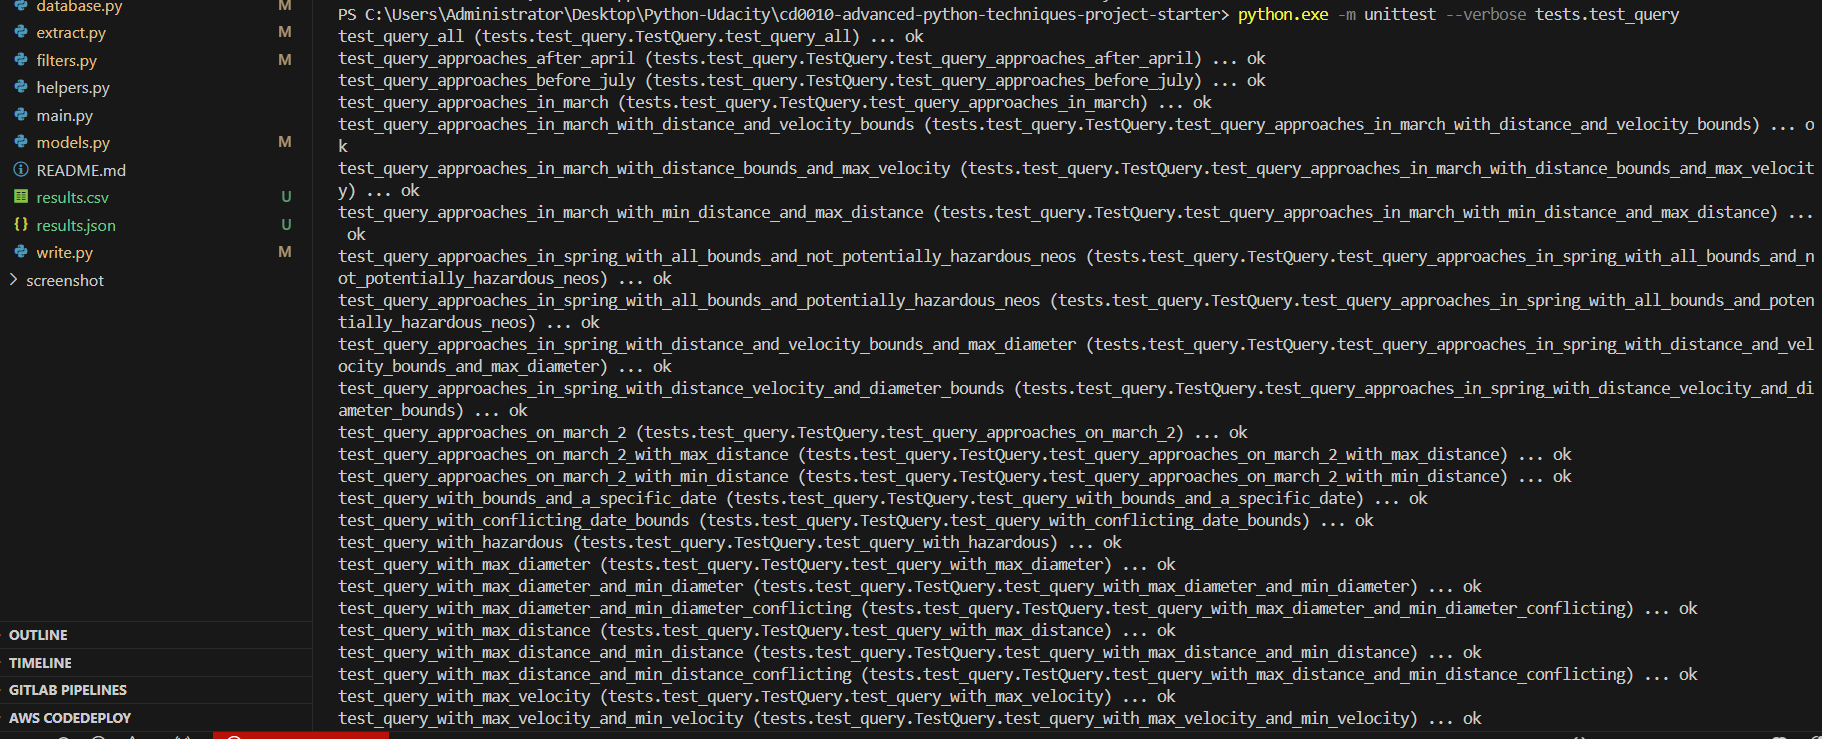 database.py M
extract.py M
filters.py M
helpers.py
main.py
models.py M
README.md
results.csv U
results.json U
write.py M
screenshot
OUTLINE
TIMELINE
GITLAB PIPELINES
AWS CODEDEPLOY
PS C:\Users\Administrator\Desktop\Python-Udacity\cd0010-advanced-python-techniques-project-starter> python.exe -m unittest --verbose tests.test_query
test_query_all (tests.test_query.TestQuery.test_query_all) ... ok
test_query_approaches_after_april (tests.test_query.TestQuery.test_query_approaches_after_april) ... ok
test_query_approaches_before_july (tests.test_query.TestQuery.test_query_approaches_before_july) ... ok
test_query_approaches_in_march (tests.test_query.TestQuery.test_query_approaches_in_march) ... ok
test_query_approaches_in_march_with_distance_and_velocity_bounds (tests.test_query.TestQuery.test_query_approaches_in_march_with_distance_and_velocity_bounds) ... o
k
test_query_approaches_in_march_with_distance_bounds_and_max_velocity (tests.test_query.TestQuery.test_query_approaches_in_march_with_distance_bounds_and_max_velocit
y) ... ok
test_query_approaches_in_march_with_min_distance_and_max_distance (tests.test_query.TestQuery.test_query_approaches_in_march_with_min_distance_and_max_distance) ...
 ok
test_query_approaches_in_spring_with_all_bounds_and_not_potentially_hazardous_neos (tests.test_query.TestQuery.test_query_approaches_in_spring_with_all_bounds_and_n
ot_potentially_hazardous_neos) ... ok
test_query_approaches_in_spring_with_all_bounds_and_potentially_hazardous_neos (tests.test_query.TestQuery.test_query_approaches_in_spring_with_all_bounds_and_poten
tially_hazardous_neos) ... ok
test_query_approaches_in_spring_with_distance_and_velocity_bounds_and_max_diameter (tests.test_query.TestQuery.test_query_approaches_in_spring_with_distance_and_vel
ocity_bounds_and_max_diameter) ... ok
test_query_approaches_in_spring_with_distance_velocity_and_diameter_bounds (tests.test_query.TestQuery.test_query_approaches_in_spring_with_distance_velocity_and_di
ameter_bounds) ... ok
test_query_approaches_on_march_2 (tests.test_query.TestQuery.test_query_approaches_on_march_2) ... ok
test_query_approaches_on_march_2_with_max_distance (tests.test_query.TestQuery.test_query_approaches_on_march_2_with_max_distance) ... ok
test_query_approaches_on_march_2_with_min_distance (tests.test_query.TestQuery.test_query_approaches_on_march_2_with_min_distance) ... ok
test_query_with_bounds_and_a_specific_date (tests.test_query.TestQuery.test_query_with_bounds_and_a_specific_date) ... ok
test_query_with_conflicting_date_bounds (tests.test_query.TestQuery.test_query_with_conflicting_date_bounds) ... ok
test_query_with_hazardous (tests.test_query.TestQuery.test_query_with_hazardous) ... ok
test_query_with_max_diameter (tests.test_query.TestQuery.test_query_with_max_diameter) ... ok
test_query_with_max_diameter_and_min_diameter (tests.test_query.TestQuery.test_query_with_max_diameter_and_min_diameter) ... ok
test_query_with_max_diameter_and_min_diameter_conflicting (tests.test_query.TestQuery.test_query_with_max_diameter_and_min_diameter_conflicting) ... ok
test_query_with_max_distance (tests.test_query.TestQuery.test_query_with_max_distance) ... ok
test_query_with_max_distance_and_min_distance (tests.test_query.TestQuery.test_query_with_max_distance_and_min_distance) ... ok
test_query_with_max_distance_and_min_distance_conflicting (tests.test_query.TestQuery.test_query_with_max_distance_and_min_distance_conflicting) ... ok
test_query_with_max_velocity (tests.test_query.TestQuery.test_query_with_max_velocity) ... ok
test_query_with_max_velocity_and_min_velocity (tests.test_query.TestQuery.test_query_with_max_velocity_and_min_velocity) ... ok